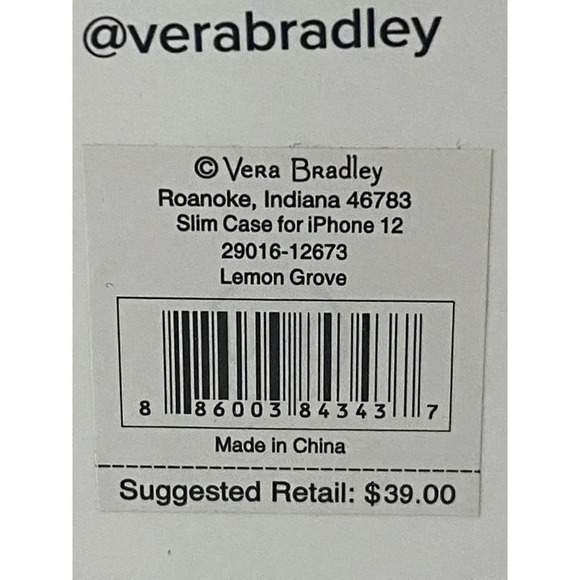 @verabradley
© Vera Bradley
Roanoke, Indiana 46783
Slim Case for iPhone 12
29016-12673
Lemon Grove
8 86003 84343 7
Made in China
Suggested Retail: $39.00